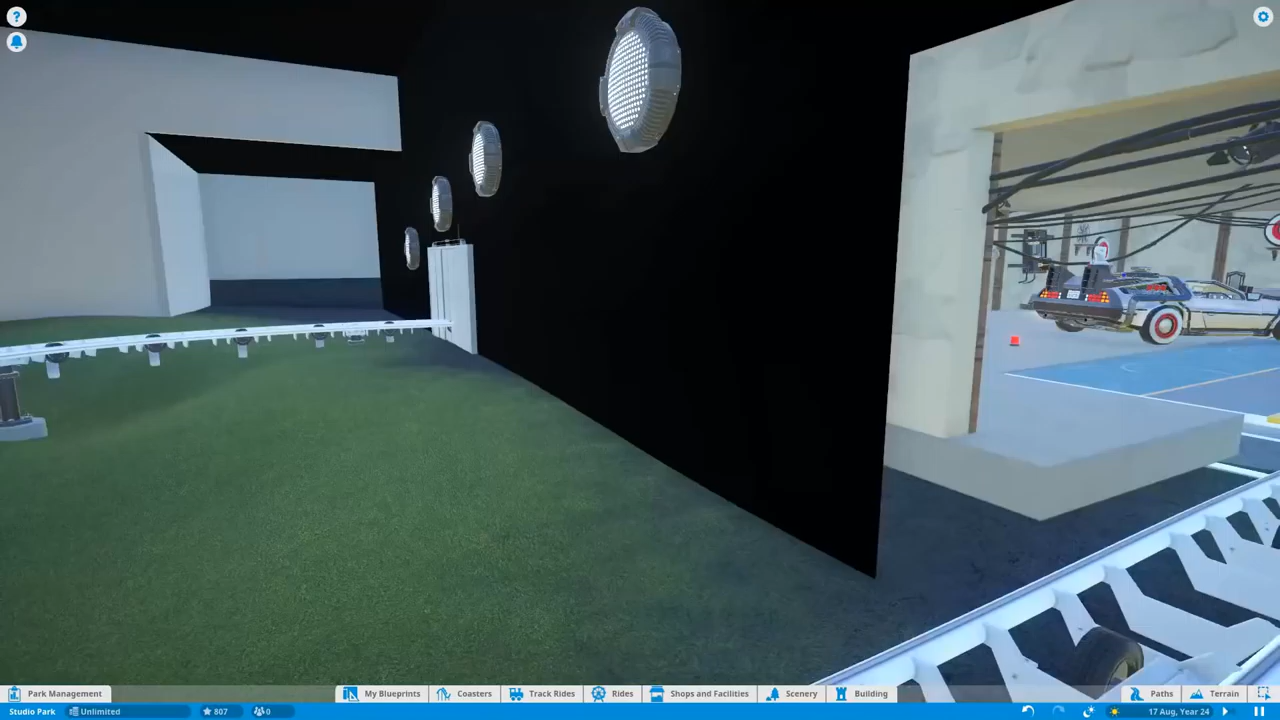 ?
Park Management
My Blueprints
Coasters
Track Rides
Rides
Shops and Facilities
Scenery
Building
Paths
Terrain
Studio Park
Unlimited
807
0
17 Aug, Year 24